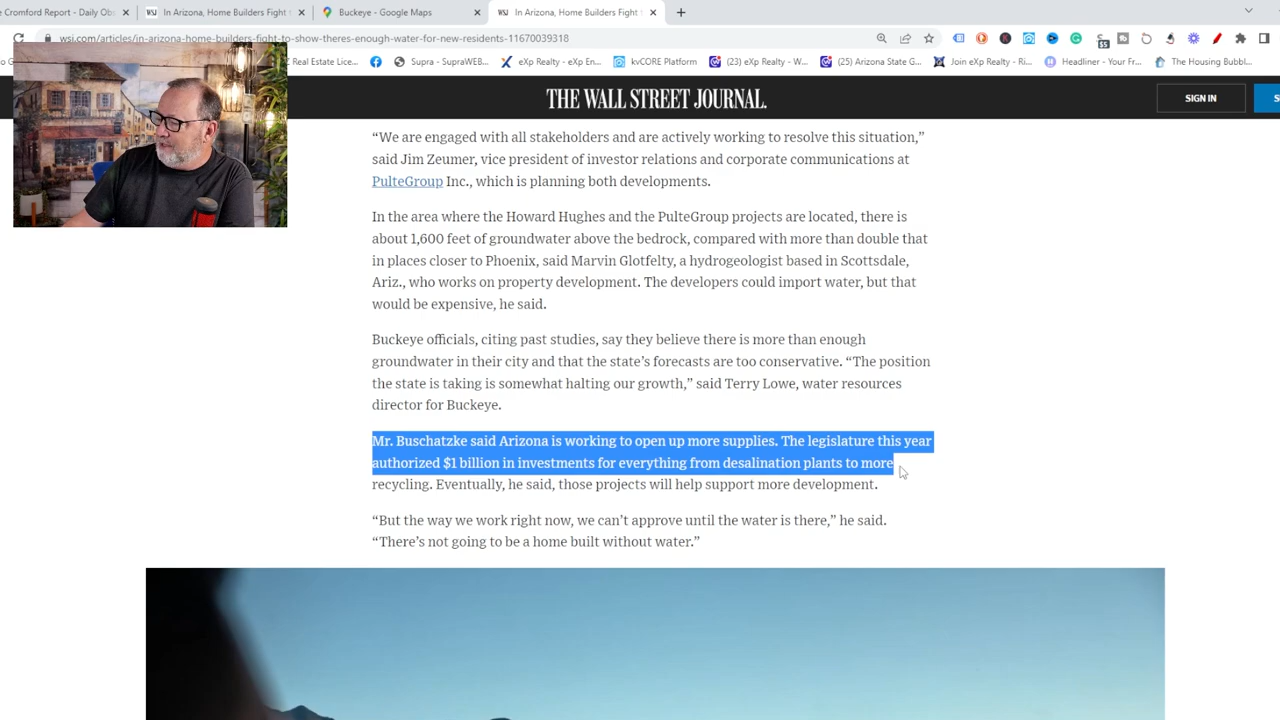 e Cromford Report - Daily Ob
In Arizona, Home Builders Fight
Buckeye - Google Maps
In Arizona, Home Builders Fight
wsj.com/articles/in-arizona-home-builders-fight-to-show-theres-enough-water-for-new-residents-11670039318
Z Real Estate Lice...
Supra - SupraWEB...
eXp Realty - eXp En...
kvCORE Platform
(23) eXp Realty - W...
(25) Arizona State G...
Join eXp Realty - Ri...
Headliner - Your Fr...
The Housing Bubbl...
THE WALL STREET JOURNAL.
SIGN IN
S
“We are engaged with all stakeholders and are actively working to resolve this situation,”
said Jim Zeumer, vice president of investor relations and corporate communications at
PulteGroup Inc., which is planning both developments.
In the area where the Howard Hughes and the PulteGroup projects are located, there is
about 1,600 feet of groundwater above the bedrock, compared with more than double that
in places closer to Phoenix, said Marvin Glotfelty, a hydrogeologist based in Scottsdale,
Ariz., who works on property development. The developers could import water, but that
would be expensive, he said.
Buckeye officials, citing past studies, say they believe there is more than enough
groundwater in their city and that the state’s forecasts are too conservative. “The position
the state is taking is somewhat halting our growth,” said Terry Lowe, water resources
director for Buckeye.
Mr. Buschatzke said Arizona is working to open up more supplies. The legislature this year
authorized $1 billion in investments for everything from desalination plants to more
recycling. Eventually, he said, those projects will help support more development.
“But the way we work right now, we can’t approve until the water is there,” he said.
“There’s not going to be a home built without water.”